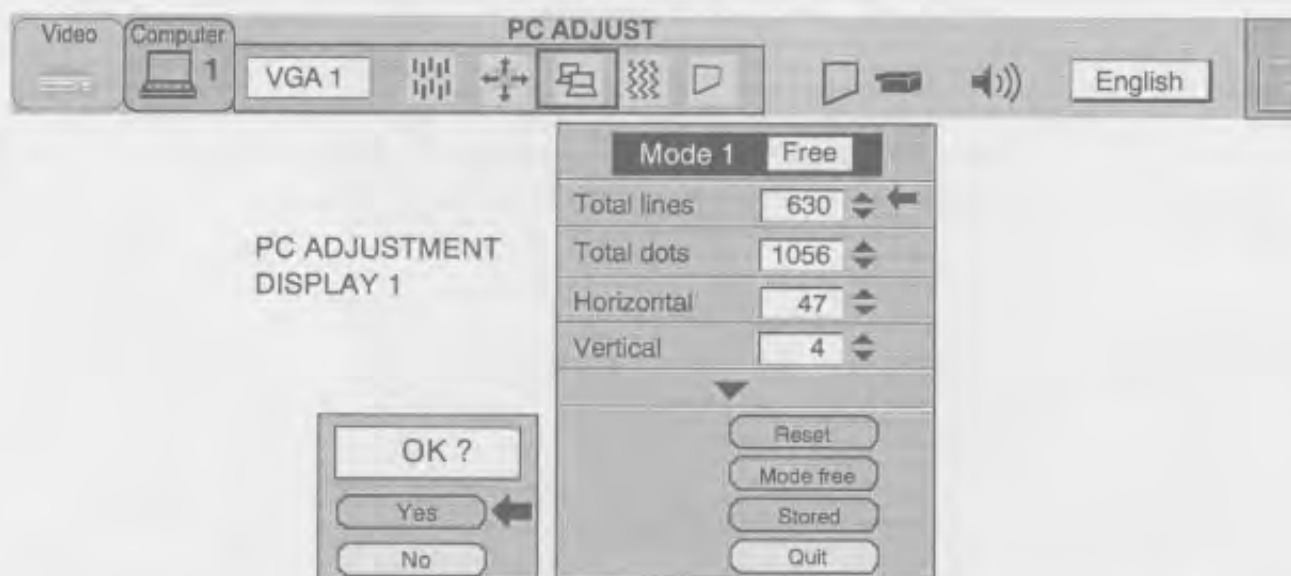 PC ADJUST
Video
Computer
1
VGA 1
English
Mode 1 Free
Total lines 630
Total dots 1056
Horizontal 47
Vertical 4
PC ADJUSTMENT
DISPLAY 1
Reset
Mode free
Stored
Quit
OK ?
Yes
No